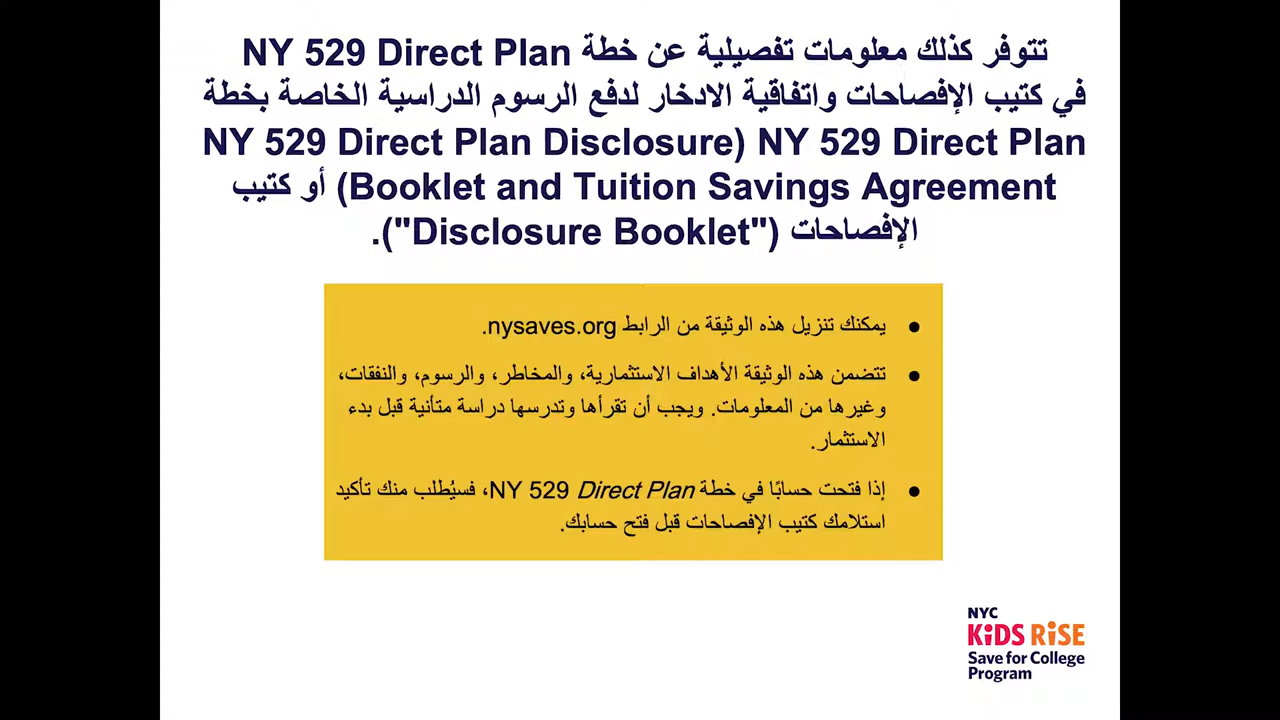 تتوفر كذلك معلومات تفصيلية عن خطة NY 529 Direct Plan
في كتيب الإفصاحات واتفاقية الادخار لدفع الرسوم الدراسية الخاصة بخطة
NY 529 Direct Plan (NY 529 Direct Plan Disclosure
Booklet and Tuition Savings Agreement) أو كتيب
الإفصاحات ("Disclosure Booklet").
● يمكنك تنزيل هذه الوثيقة من الرابط nysaves.org.
● تتضمن هذه الوثيقة الأهداف الاستثمارية، والمخاطر، والرسوم، والنفقات،
وغيرها من المعلومات. ويجب أن تقرأها وتدرسها دراسة متأنية قبل بدء
الاستثمار.
● إذا فتحت حسابًا في خطة NY 529 Direct Plan، فسيُطلب منك تأكيد
استلامك كتيب الإفصاحات قبل فتح حسابك.
NYC
KiDS RiSE
Save for College
Program